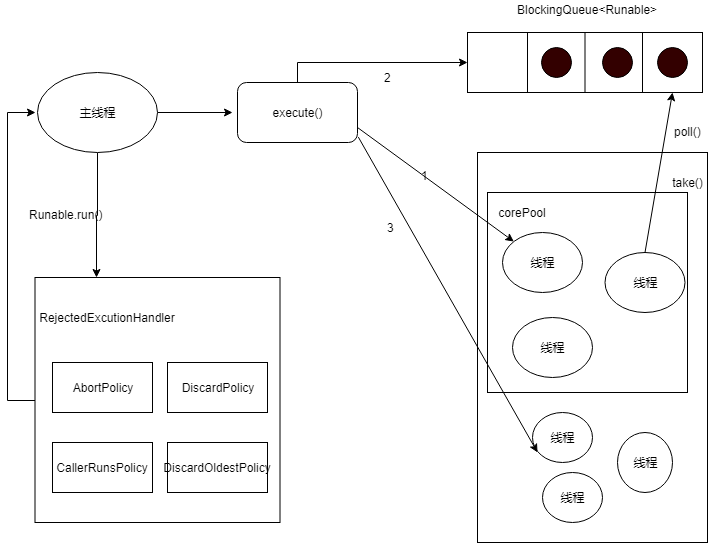 BlockingQueue<Runable>
2
主线程
execute()
poll()
1
take()
Runable.run()
corePool
3
线程
线程
RejectedExcutionHandler
线程
AbortPolicy
DiscardPolicy
线程
CallerRunsPolicy
DiscardOldestPolicy
线程
线程